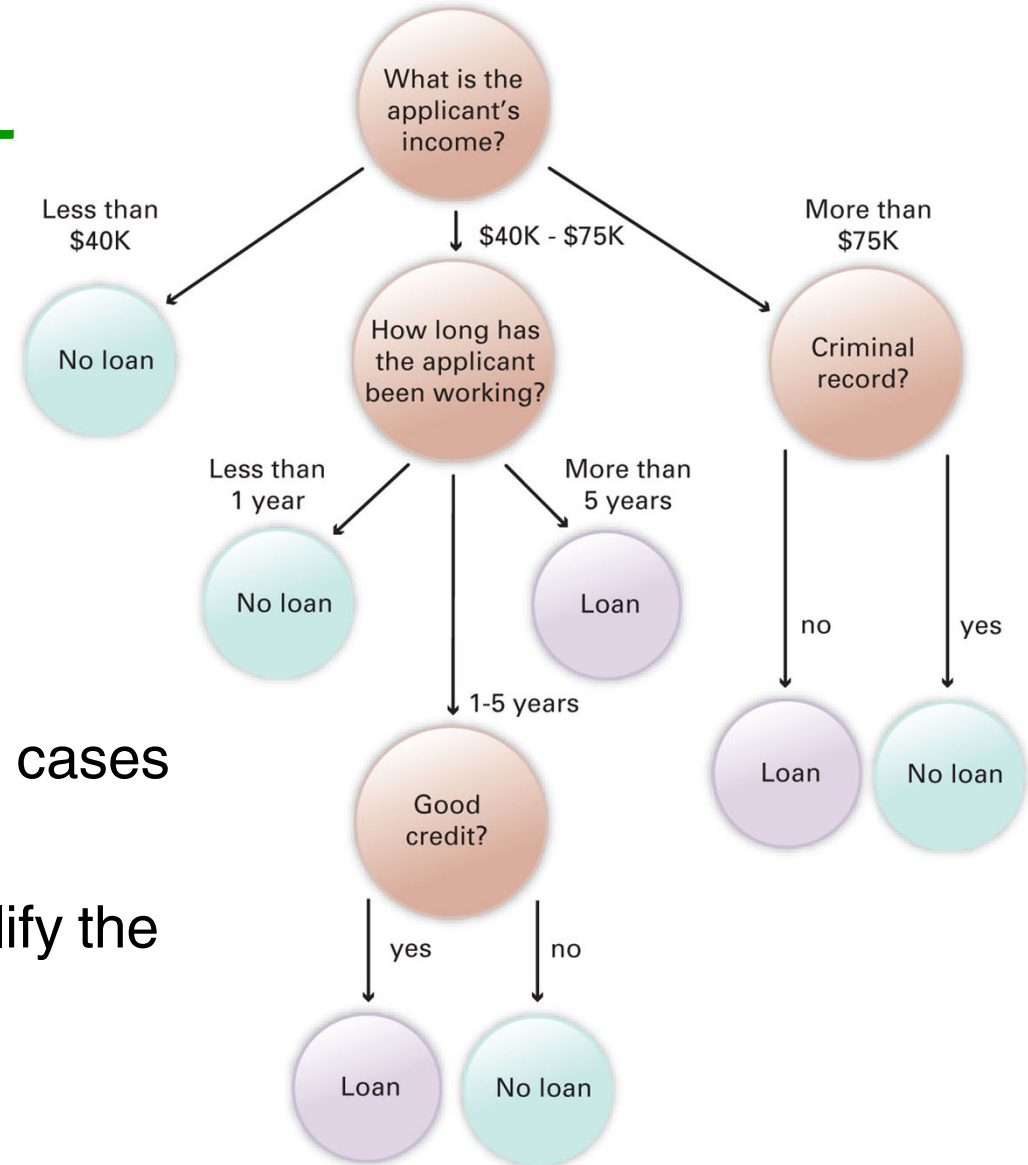 What is the
applicant's
income?
Less than
$40K
$40K - $75K
More than
$75K
No loan
How long has
the applicant
been working?
Criminal
record?
Less than
1 year
More than
5 years
No loan
Loan
no
yes
1-5 years
cases
Loan
No loan
Good
credit?
the
yes
no
Loan
No loan